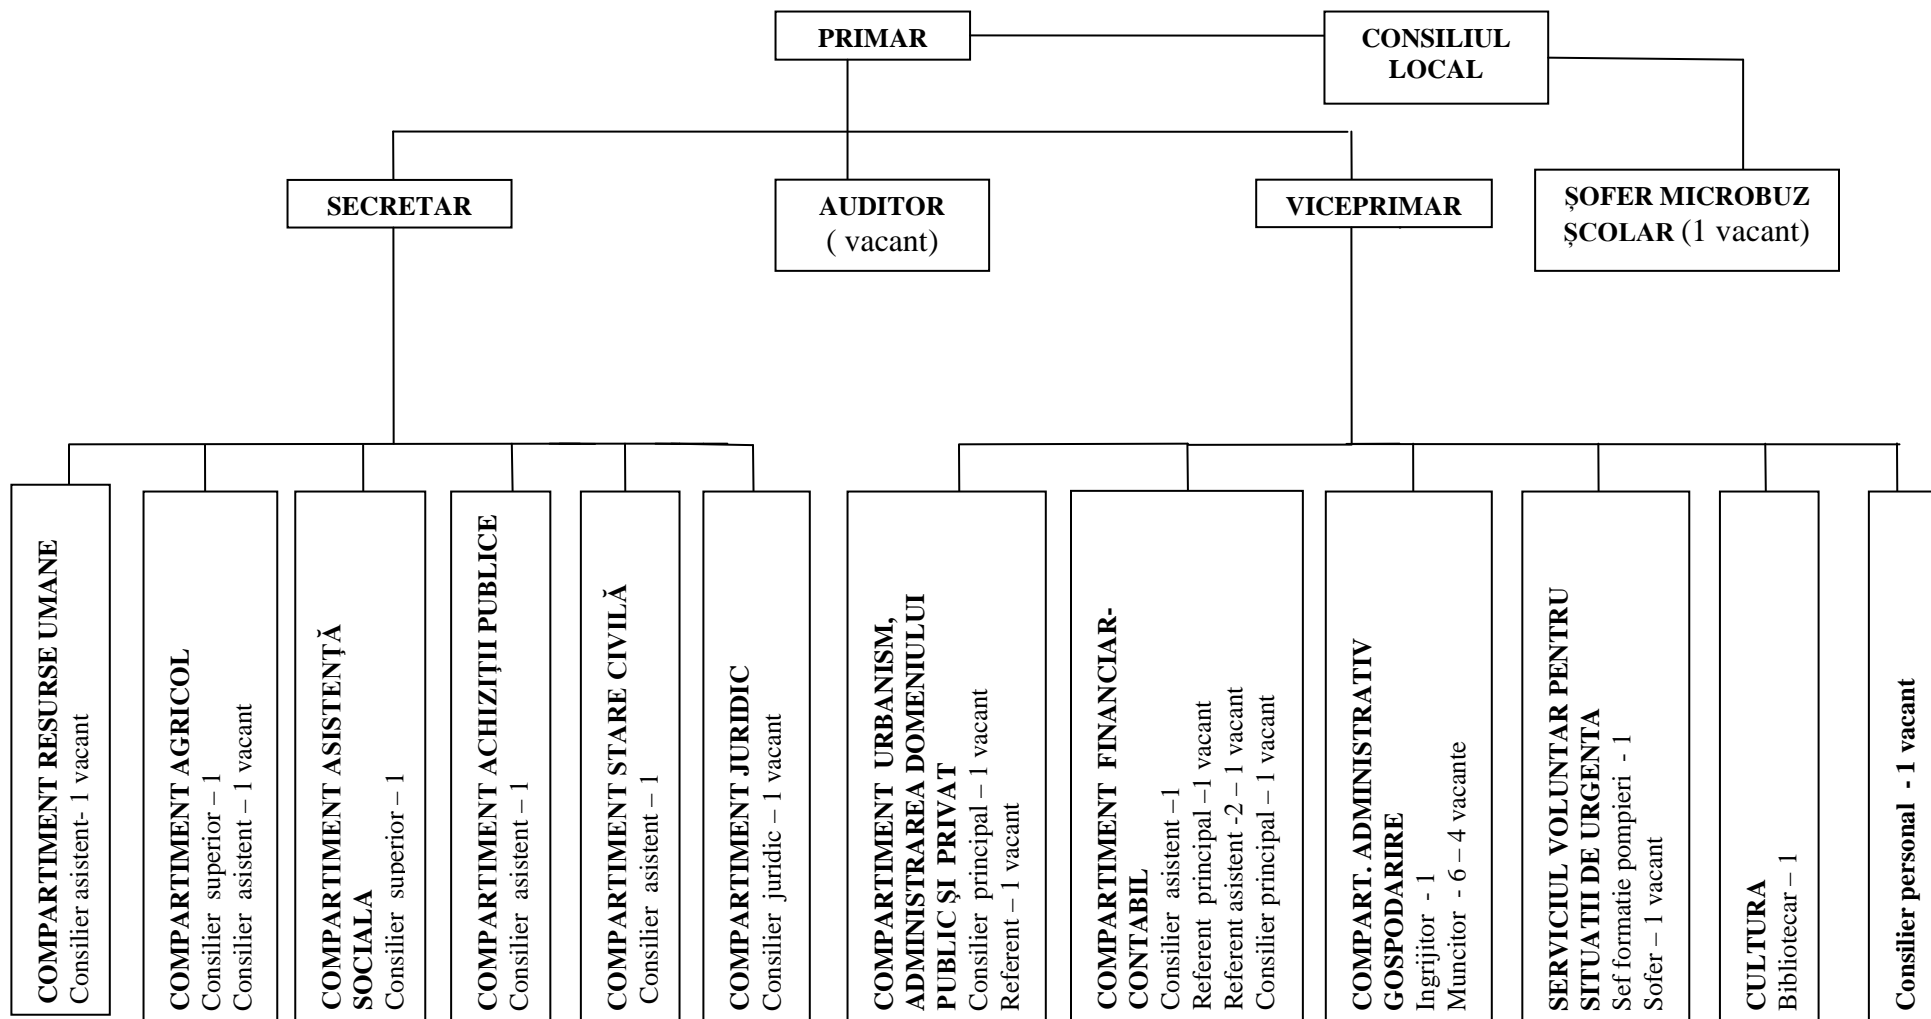 PRIMAR
CONSILIUL
LOCAL
SECRETAR
AUDITOR
( vacant)
VICEPRIMAR
ȘOFER MICROBUZ
ȘCOLAR (1 vacant)
COMPARTIMENT RESURSE UMANE
Consilier asistent- 1 vacant
COMPARTIMENT AGRICOL
Consilier superior – 1
Consilier asistent – 1 vacant
COMPARTIMENT ASISTENŢĂ
SOCIALA
Consilier superior – 1
COMPARTIMENT ACHIZIŢII PUBLICE
Consilier asistent – 1
COMPARTIMENT STARE CIVILĂ
Consilier asistent – 1
COMPARTIMENT JURIDIC
Consilier juridic – 1 vacant
COMPARTIMENT URBANISM,
ADMINISTRAREA DOMENIULUI
PUBLIC ŞI PRIVAT
Consilier principal – 1 vacant
Referent – 1 vacant
COMPARTIMENT FINANCIAR-
CONTABIL
Consilier asistent –1
Referent principal –1 vacant
Referent asistent -2 – 1 vacant
Consilier principal – 1 vacant
COMPART. ADMINISTRATIV
GOSPODARIRE
Ingrijitor - 1
Muncitor - 6 – 4 vacante
SERVICIUL VOLUNTAR PENTRU
SITUATII DE URGENTA
Sef formatie pompieri - 1
Sofer – 1 vacant
CULTURA
Bibliotecar – 1
Consilier personal - 1 vacant